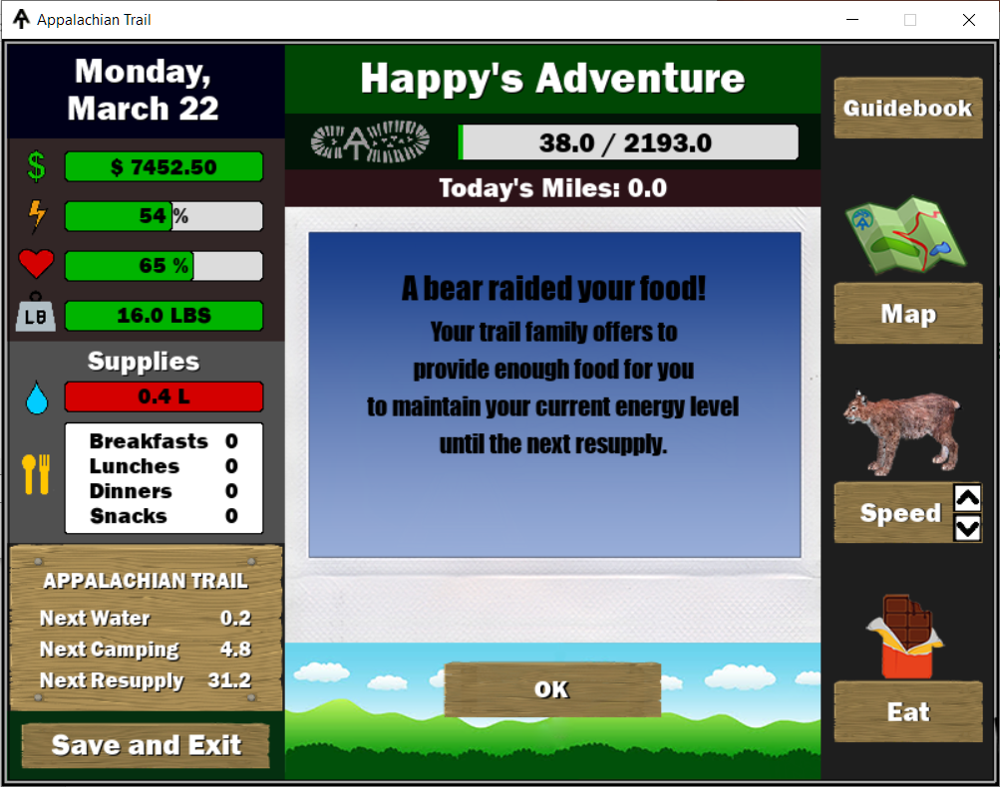 Appalachian Trail
Monday,
March 22
$ 7452.50
54 %
65 %
LB
16.0 LBS
Supplies
0.4 L
Breakfasts 0
Lunches 0
Dinners 0
Snacks 0
APPALACHIAN TRAIL
Next Water 0.2
Next Camping 4.8
Next Resupply 31.2
Save and Exit
Happy's Adventure
38.0 / 2193.0
Today's Miles: 0.0
A bear raided your food!
Your trail family offers to
provide enough food for you
to maintain your current energy level
until the next resupply.
OK
Guidebook
Map
Speed
Eat